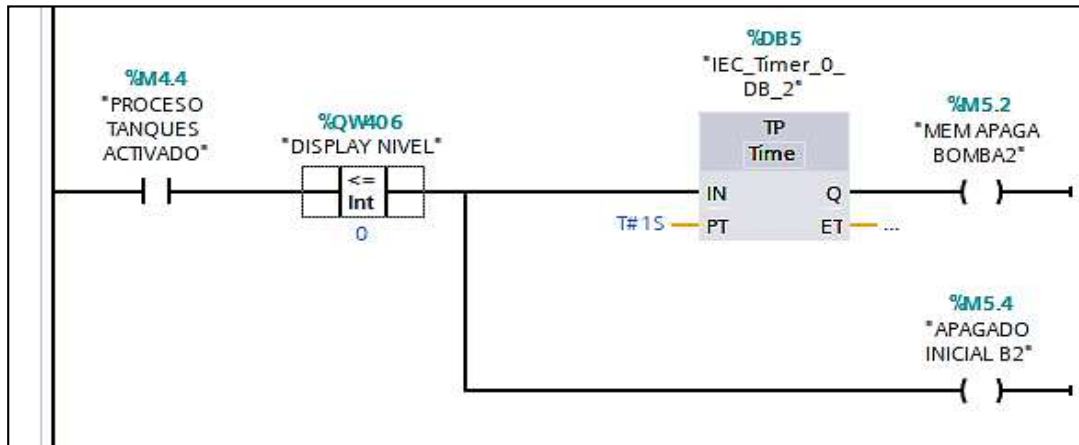 %DB5
"IEC_Timer_0_
DB_2"
%M4.4
"PROCESO
TANQUES
ACTIVADO"
%QW406
"DISPLAY NIVEL"
<=
Int
0
TP
Time
IN
Q
T#1S
PT
ET
...
%M5.2
"MEM APAGA
BOMBA2"
%M5.4
"APAGADO
INICIAL B2"